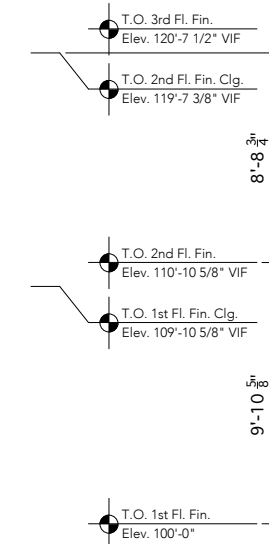 T.O. 3rd Fl. Fin.
Elev. 120'-7 1/2" VIF
T.O. 2nd Fl. Fin. Clg.
Elev. 119'-7 3/8" VIF
8'-8 3/4"
T.O. 2nd Fl. Fin.
Elev. 110'-10 5/8" VIF
T.O. 1st Fl. Fin. Clg.
Elev. 109'-10 5/8" VIF
9'-10 5/8"
T.O. 1st Fl. Fin.
Elev. 100'-0"